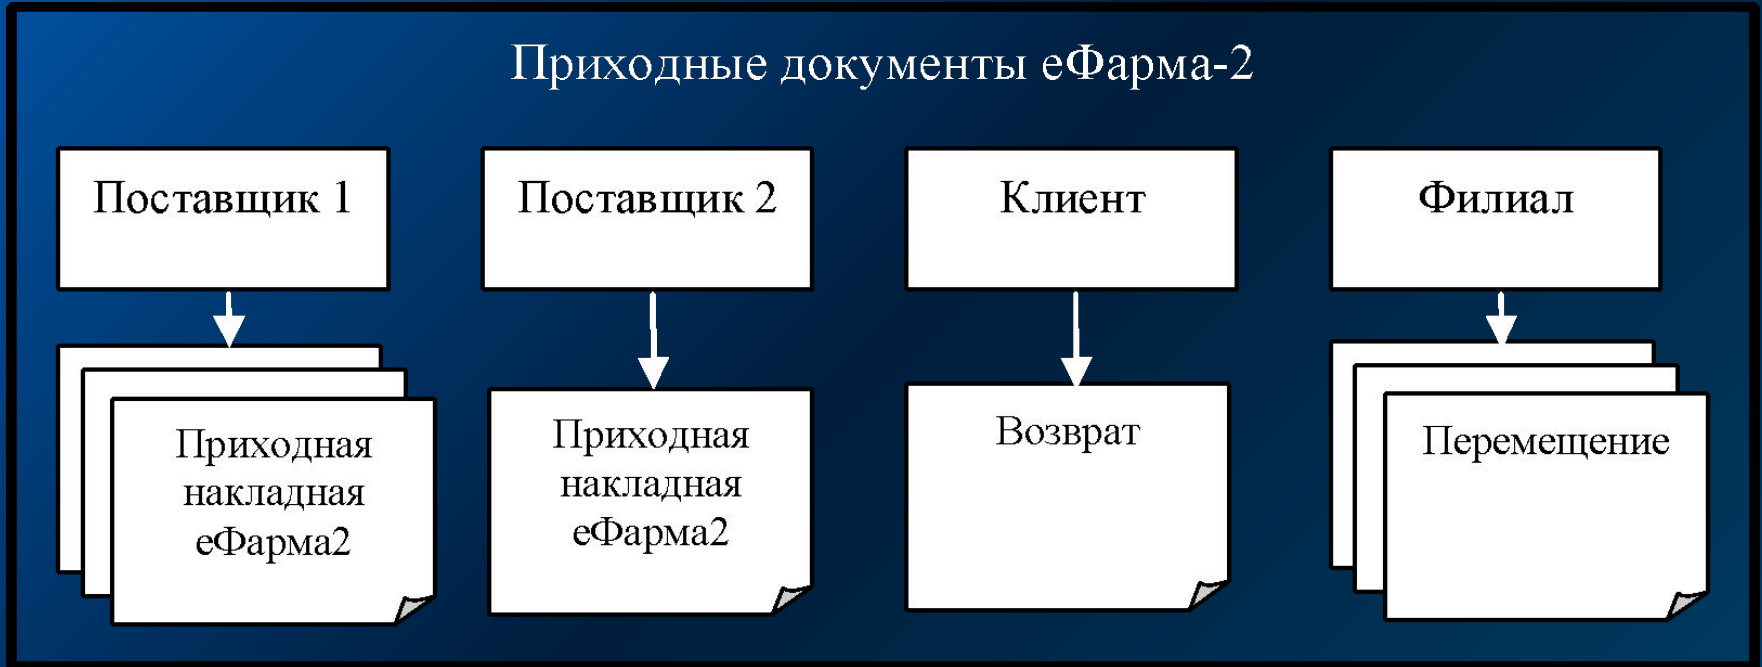 Приходные документы еФарма-2
Поставщик 1
Поставщик 2
Клиент
Филиал
Приходная
накладная
еФарма2
Приходная
накладная
еФарма2
Возврат
Перемещение